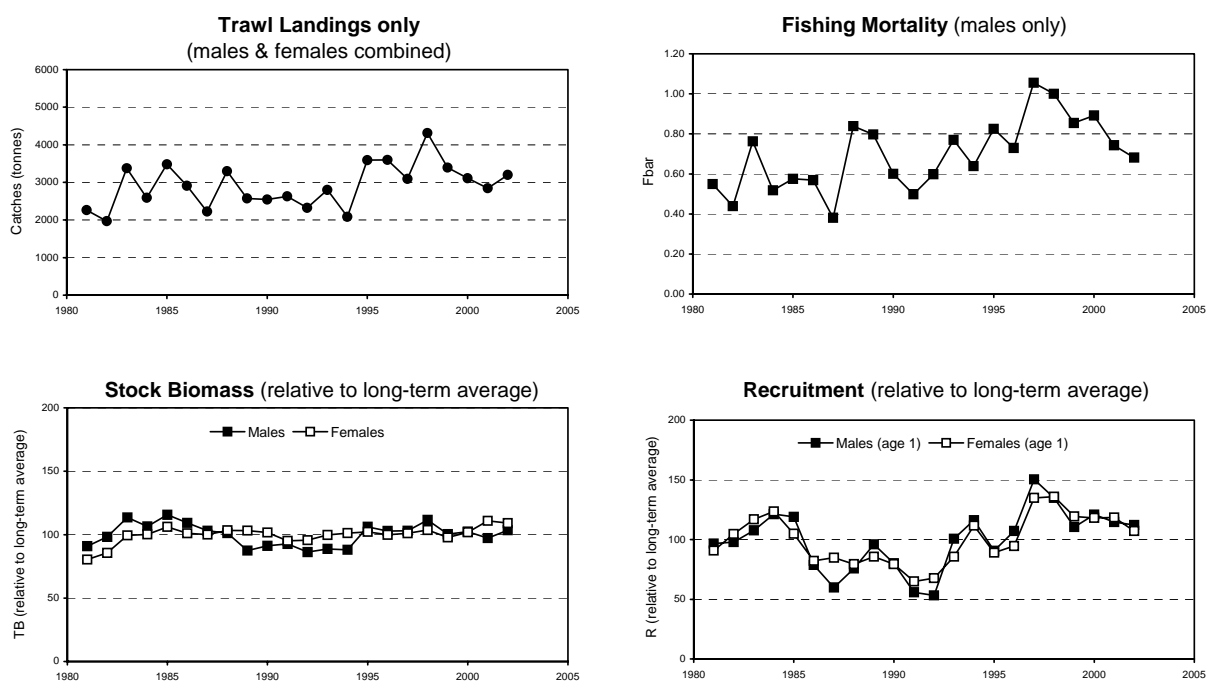 Trawl Landings only
(males & females combined)
6000
5000
4000
3000
2000
1000
0
Catches (tonnes)
1980 1985 1990 1995 2000 2005
Fishing Mortality (males only)
1.20
1.00
0.80
0.60
0.40
0.20
0.00
Fbar
1980 1985 1990 1995 2000 2005
Stock Biomass (relative to long-term average)
200
150
100
50
0
TB (relative to long-term average)
Males Females
1980 1985 1990 1995 2000 2005
Recruitment (relative to long-term average)
200
150
100
50
0
R (relative to long-term average)
Males (age 1) Females (age 1)
1980 1985 1990 1995 2000 2005